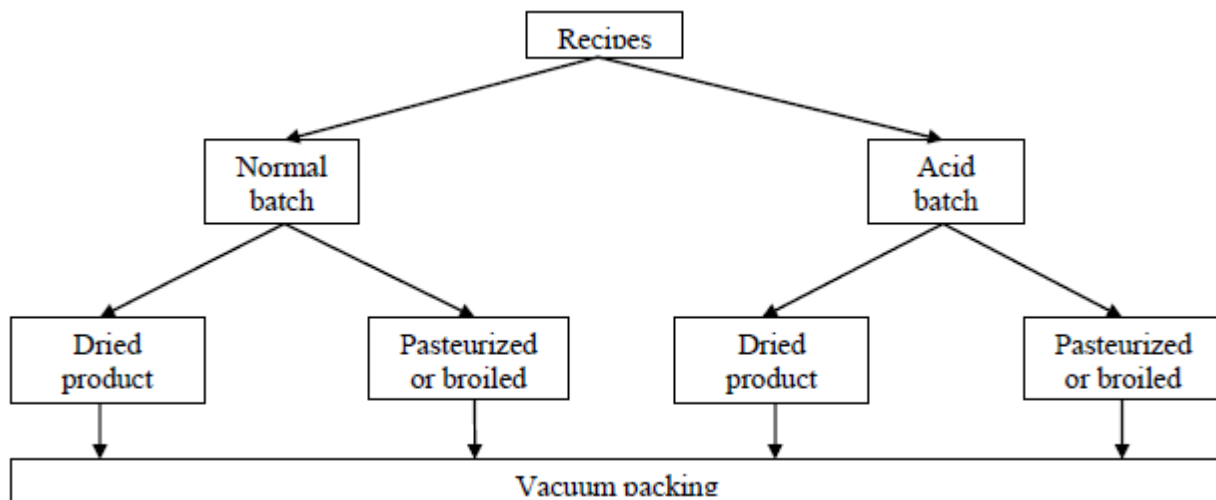 Recipes
Normal
batch
Acid
batch
Dried
product
Pasteurized
or broiled
Dried
product
Pasteurized
or broiled
Vacuum packing